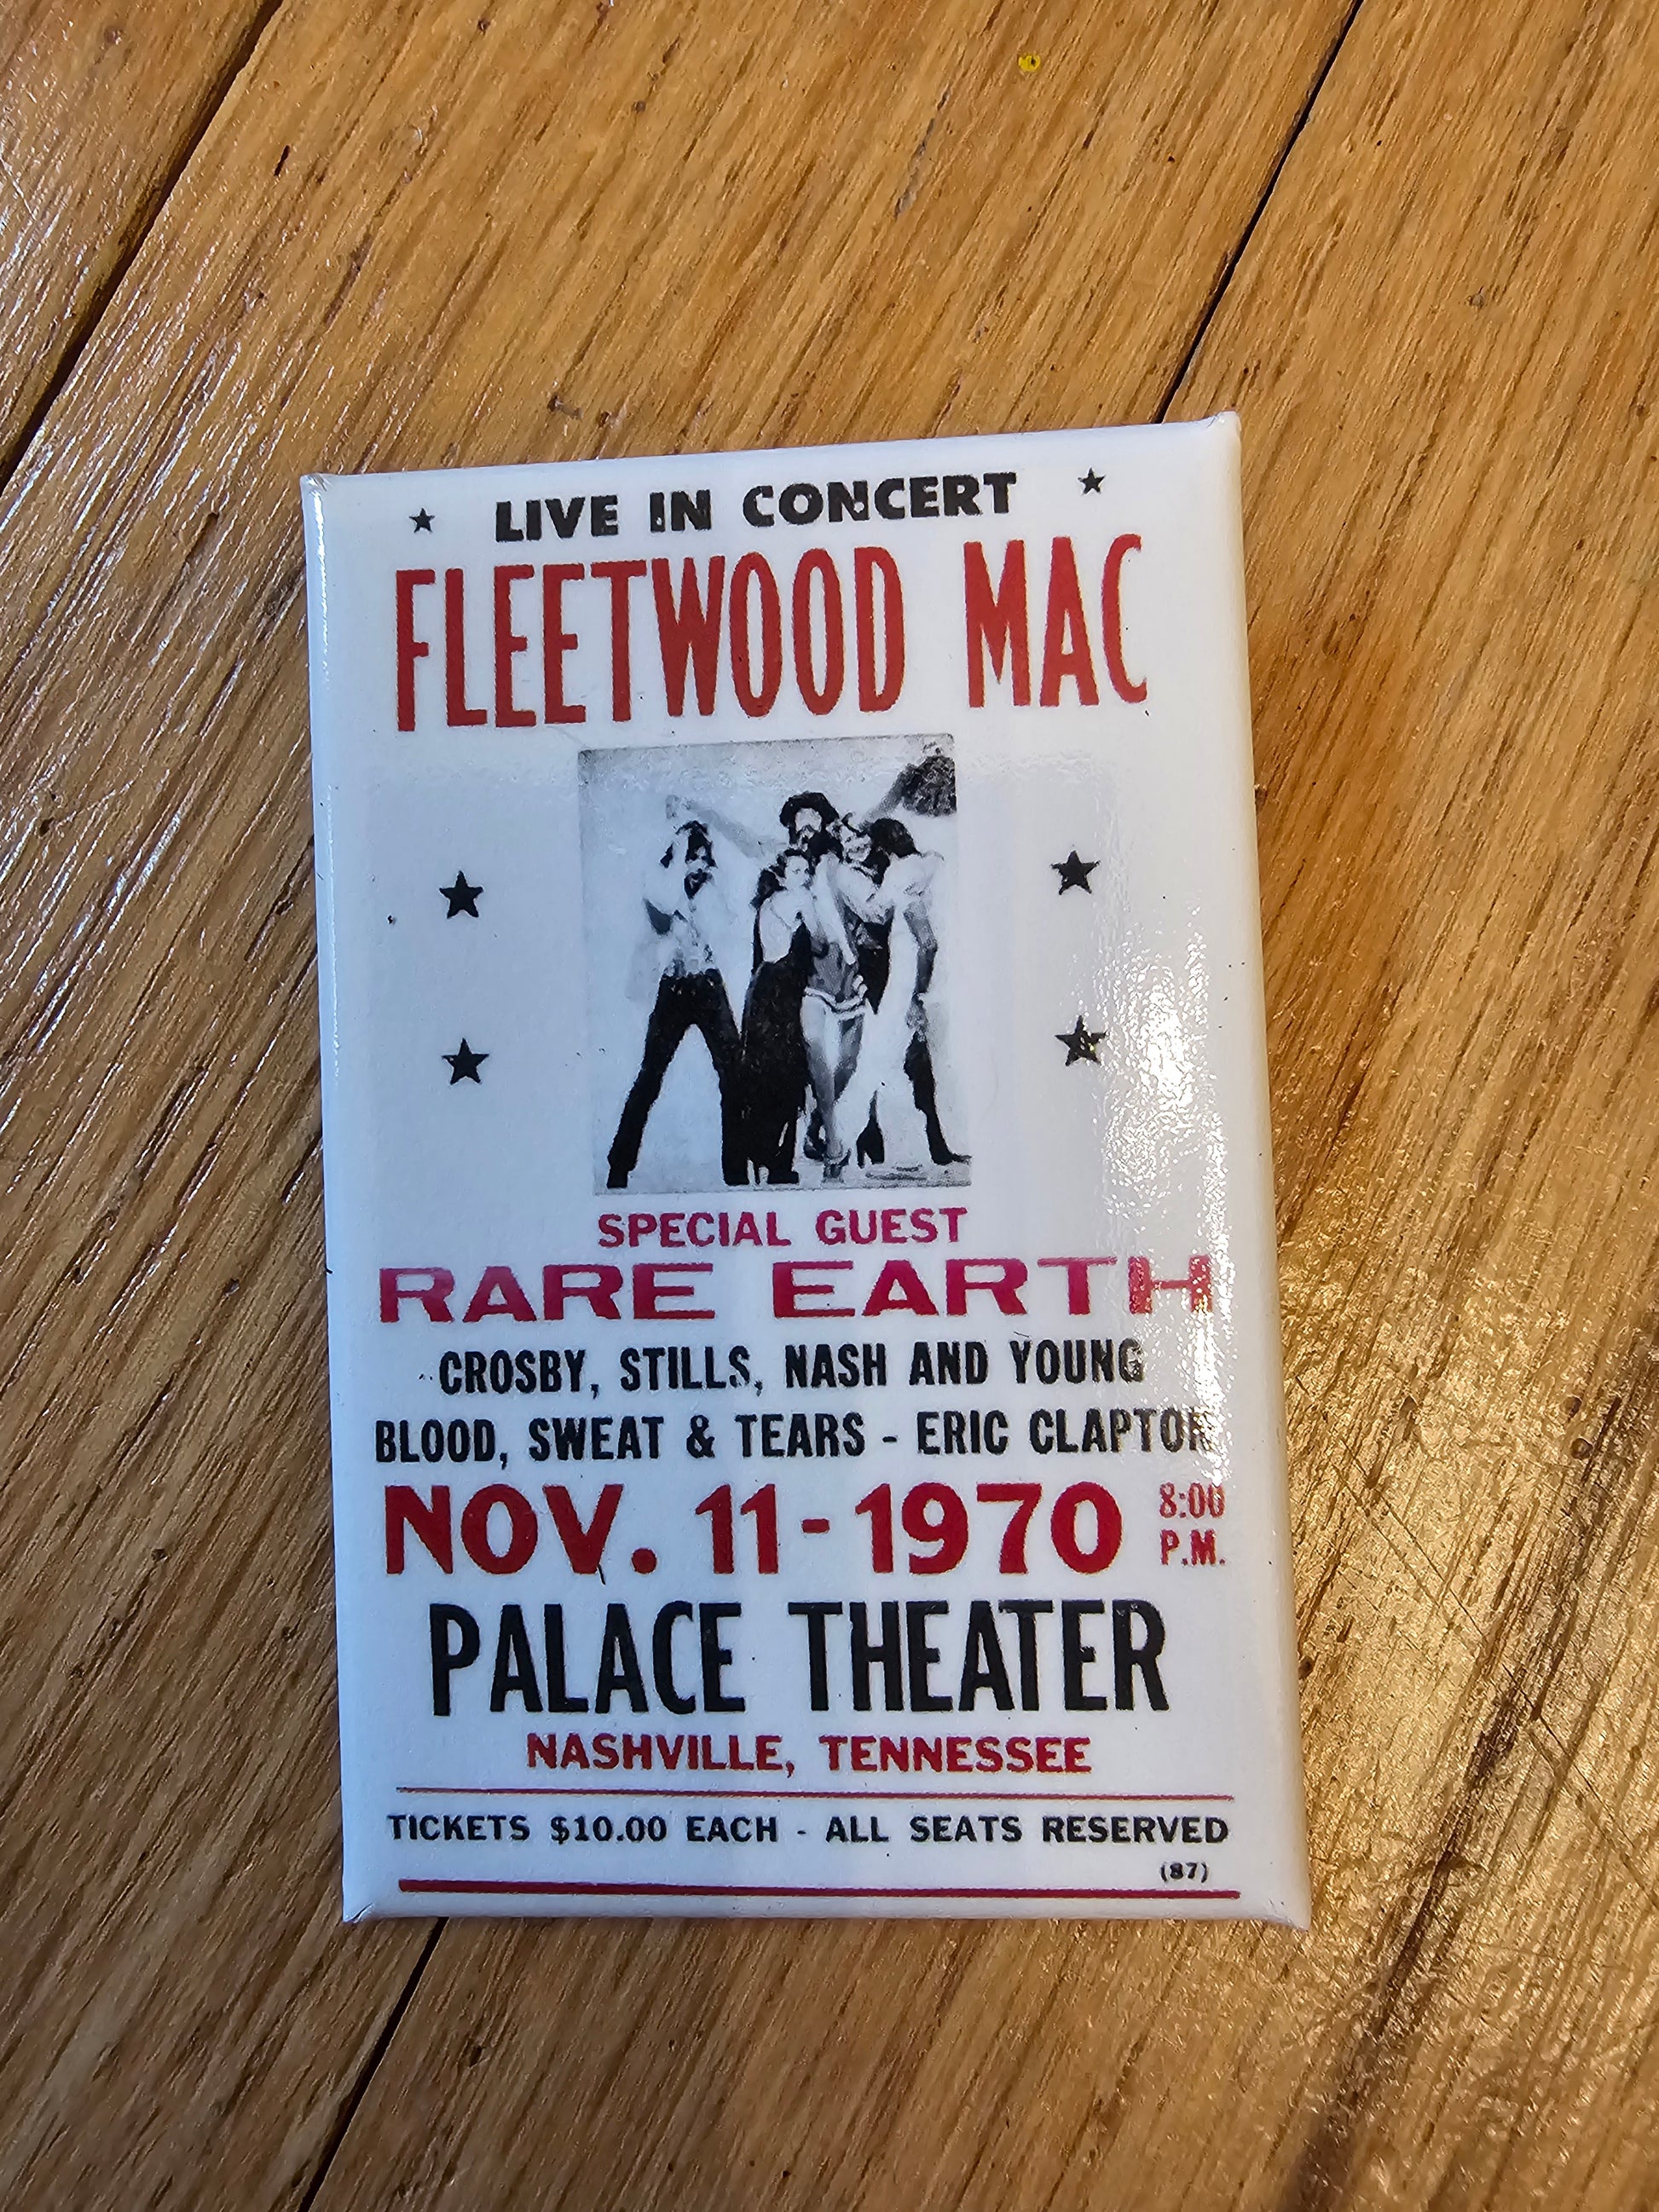 LIVE IN CONCERT
FLEETWOOD MAC
SPECIAL GUEST
RARE EARTH
CROSBY, STILLS, NASH AND YOUNG
BLOOD, SWEAT & TEARS - ERIC CLAPTON
NOV. 11-1970 8:00 P.M.
PALACE THEATER
NASHVILLE, TENNESSEE
TICKETS $10.00 EACH - ALL SEATS RESERVED
(87)